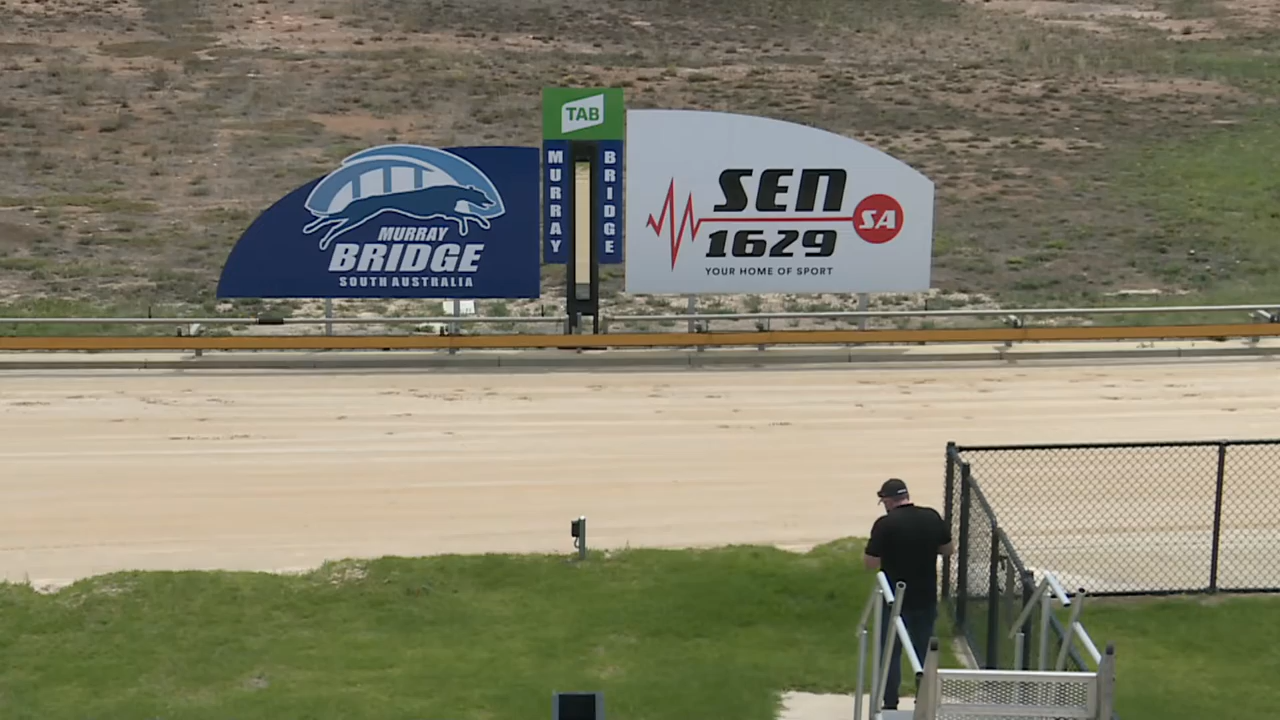 TAB
MURRAY
BRIDGE
MURRAY
BRIDGE
SOUTH AUSTRALIA
SEN
SA
1629
YOUR HOME OF SPORT